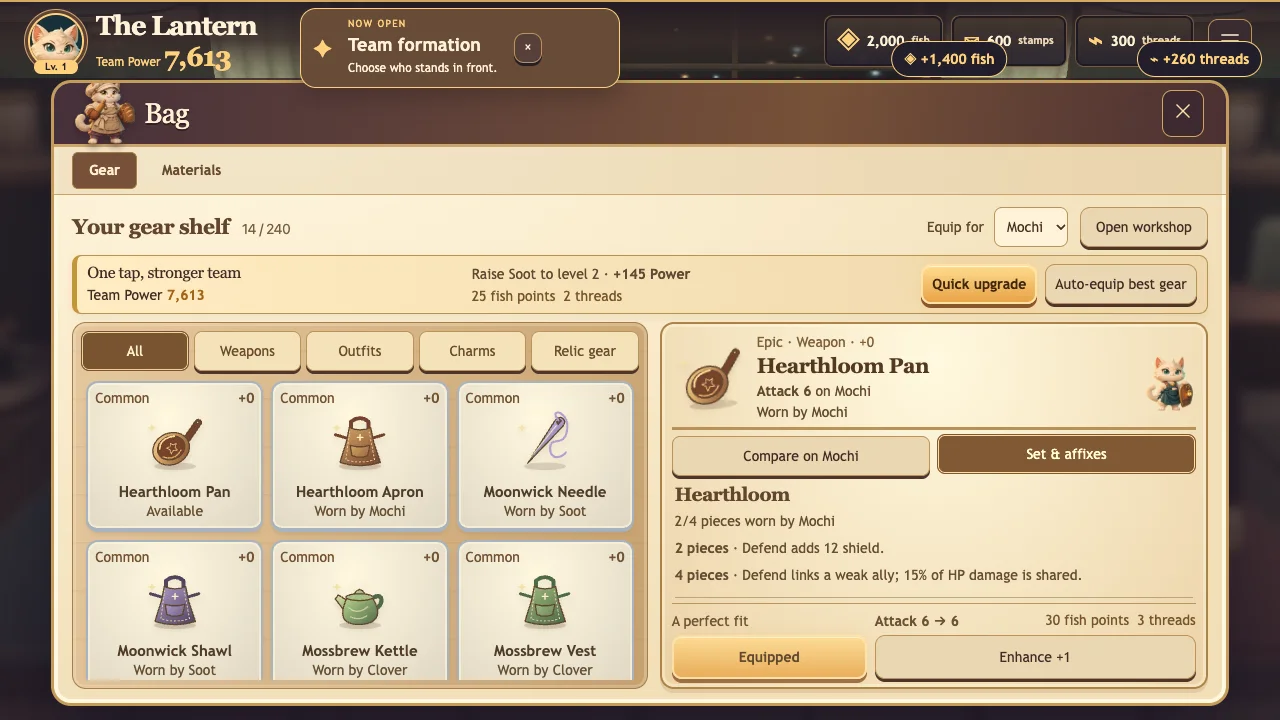 The Lantern
Team Power 7,613
Lv. 1
NOW OPEN
Team formation
Choose who stands in front.
×
2,000 fish
600 stamps
300 threads
+1,400 fish
+260 threads
Bag
Gear
Materials
Your gear shelf 14 / 240
Equip for
Mochi
Open workshop
One tap, stronger team
Team Power 7,613
Raise Soot to level 2 · +145 Power
25 fish points 2 threads
Quick upgrade
Auto-equip best gear
All
Weapons
Outfits
Charms
Relic gear
Common +0
Hearthloom Pan
Available
Common +0
Hearthloom Apron
Worn by Mochi
Common +0
Moonwick Needle
Worn by Soot
Common +0
Moonwick Shawl
Worn by Soot
Common +0
Mossbrew Kettle
Worn by Clover
Common +0
Mossbrew Vest
Worn by Clover
Epic · Weapon · +0
Hearthloom Pan
Attack 6 on Mochi
Worn by Mochi
Compare on Mochi
Set & affixes
Hearthloom
2/4 pieces worn by Mochi
2 pieces · Defend adds 12 shield.
4 pieces · Defend links a weak ally; 15% of HP damage is shared.
A perfect fit
Attack 6 → 6
30 fish points 3 threads
Equipped
Enhance +1